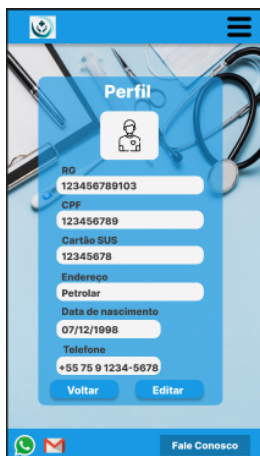 Perfil
RG
123456789103
CPF
123456789
Cartão SUS
12345678
Endereço
Petrolar
Data de nascimento
07/12/1998
Telefone
+55 75 9 1234-5678
Voltar
Editar
Fale Conosco